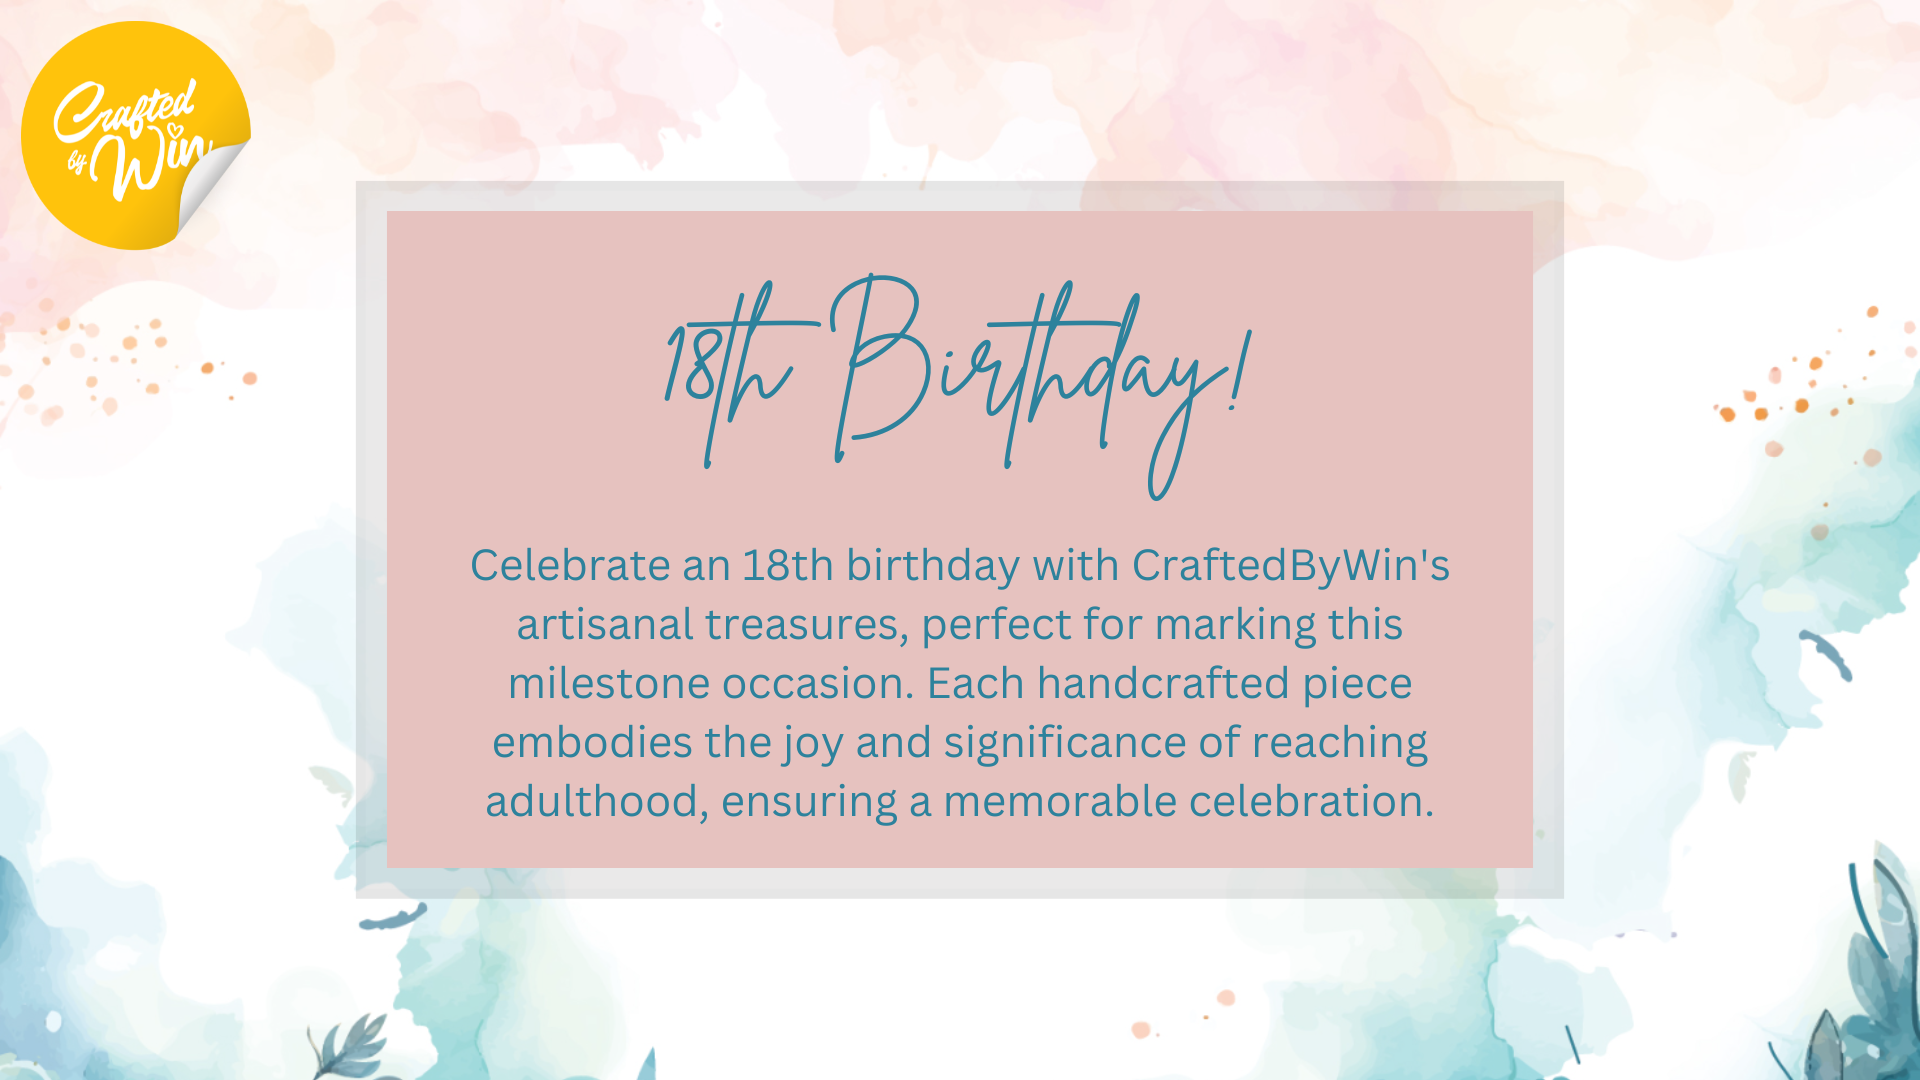 Crafted
by Win
18th Birthday!
Celebrate an 18th birthday with CraftedByWin's
artisanal treasures, perfect for marking this
milestone occasion. Each handcrafted piece
embodies the joy and significance of reaching
adulthood, ensuring a memorable celebration.